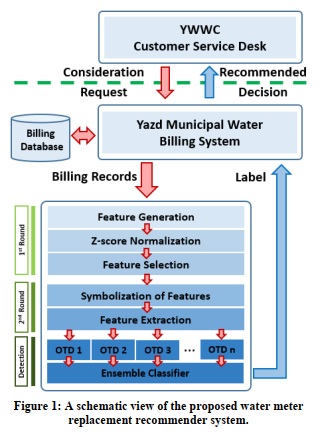 YWWC
Customer Service Desk
Consideration
Recommended
Request
Decision
Billing
Database
Yazd Municipal Water
Billing System
Billing Records
Label
1st Round
Feature Generation
Z-score Normalization
Feature Selection
2nd Round
Symbolization of Features
Feature Extraction
Detection
OTD 1 OTD 2 OTD 3 ... OTD n
Ensemble Classifier
Figure 1: A schematic view of the proposed water meter
replacement recommender system.